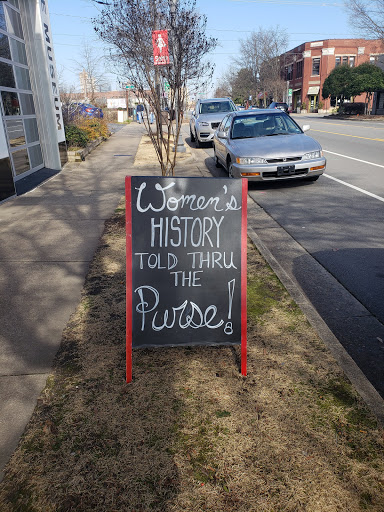 Women's
HISTORY
TOLD THRU
THE
Purse!